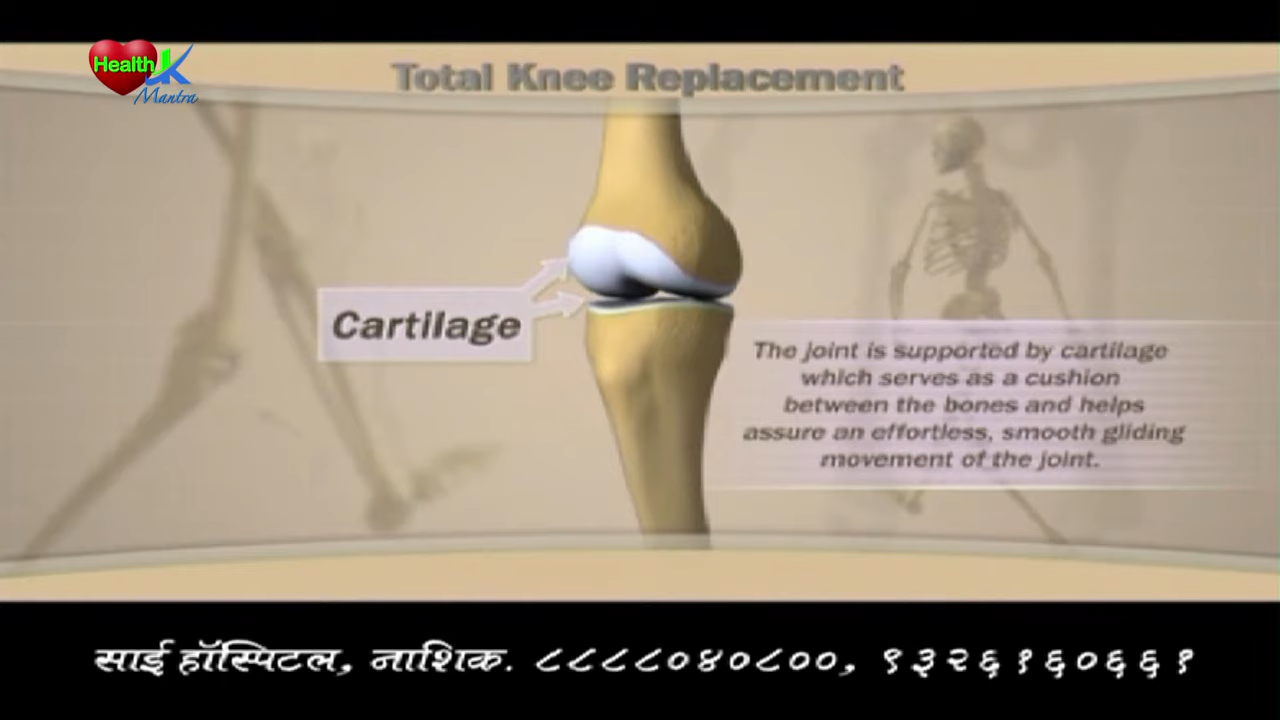 Health
Mantra
Total Knee Replacement
Cartilage
The joint is supported by cartilage
which serves as a cushion
between the bones and helps
assure an effortless, smooth gliding
movement of the joint.
साई हॉस्पिटल, नाशिक. ८८८८०४०८००, ९३२६१६०६६१